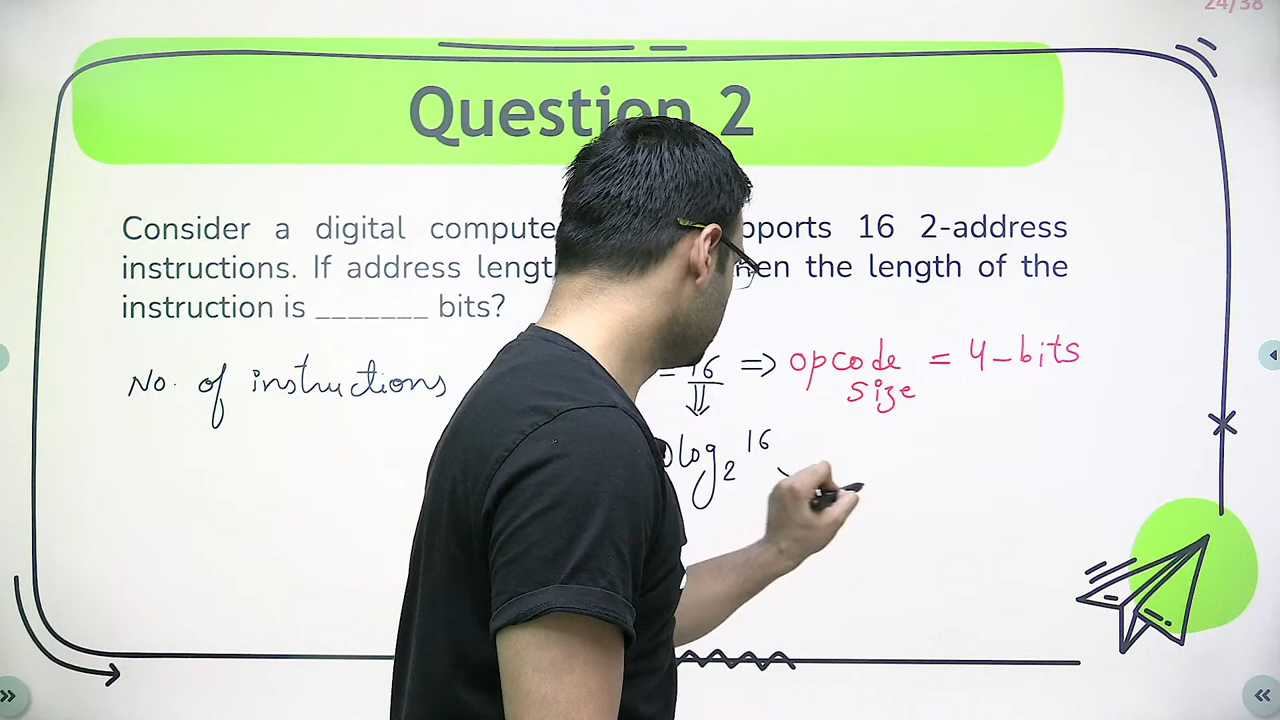 24/38
Question 2
Consider a digital compute pports 16 2-address
instructions. If address lengt hen the length of the
instruction is _______ bits?
No. of instructions = 16 => opcode size = 4-bits
log₂ 16